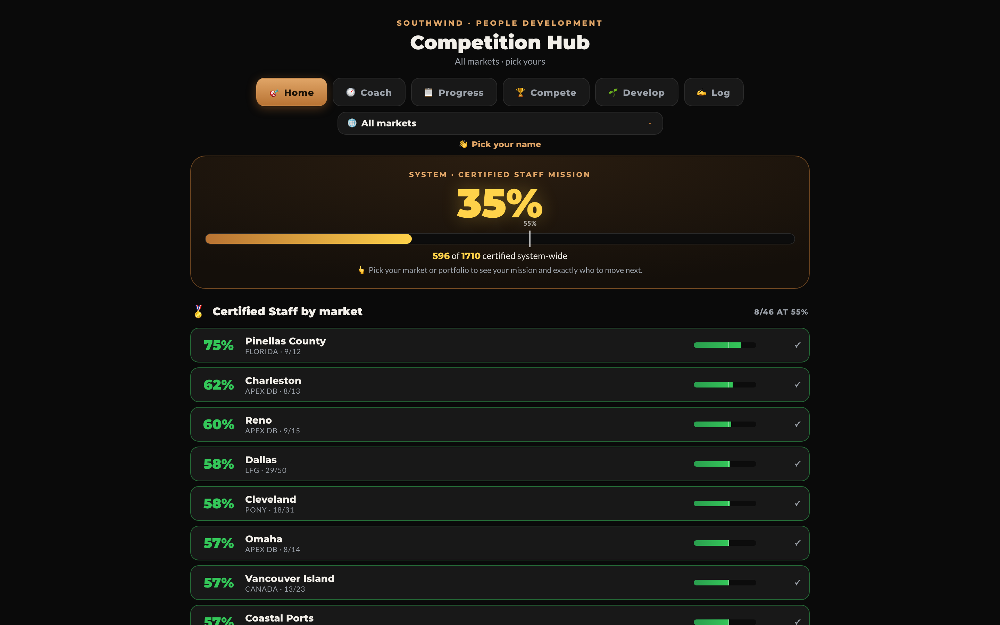 SOUTHWIND · PEOPLE DEVELOPMENT
Competition Hub
All markets · pick yours
🎯 Home
🧭 Coach
📋 Progress
🏆 Compete
🌱 Develop
✍️ Log
🌐 All markets
👋 Pick your name
SYSTEM · CERTIFIED STAFF MISSION
35%
55%
596 of 1710 certified system-wide
👆 Pick your market or portfolio to see your mission and exactly who to move next.
🏅 Certified Staff by market
8/46 AT 55%
75%
Pinellas County
FLORIDA · 9/12
✓
62%
Charleston
APEX DB · 8/13
✓
60%
Reno
APEX DB · 9/15
✓
58%
Dallas
LFG · 29/50
✓
58%
Cleveland
PONY · 18/31
✓
57%
Omaha
APEX DB · 8/14
✓
57%
Vancouver Island
CANADA · 13/23
✓
57%
Coastal Ports
✓